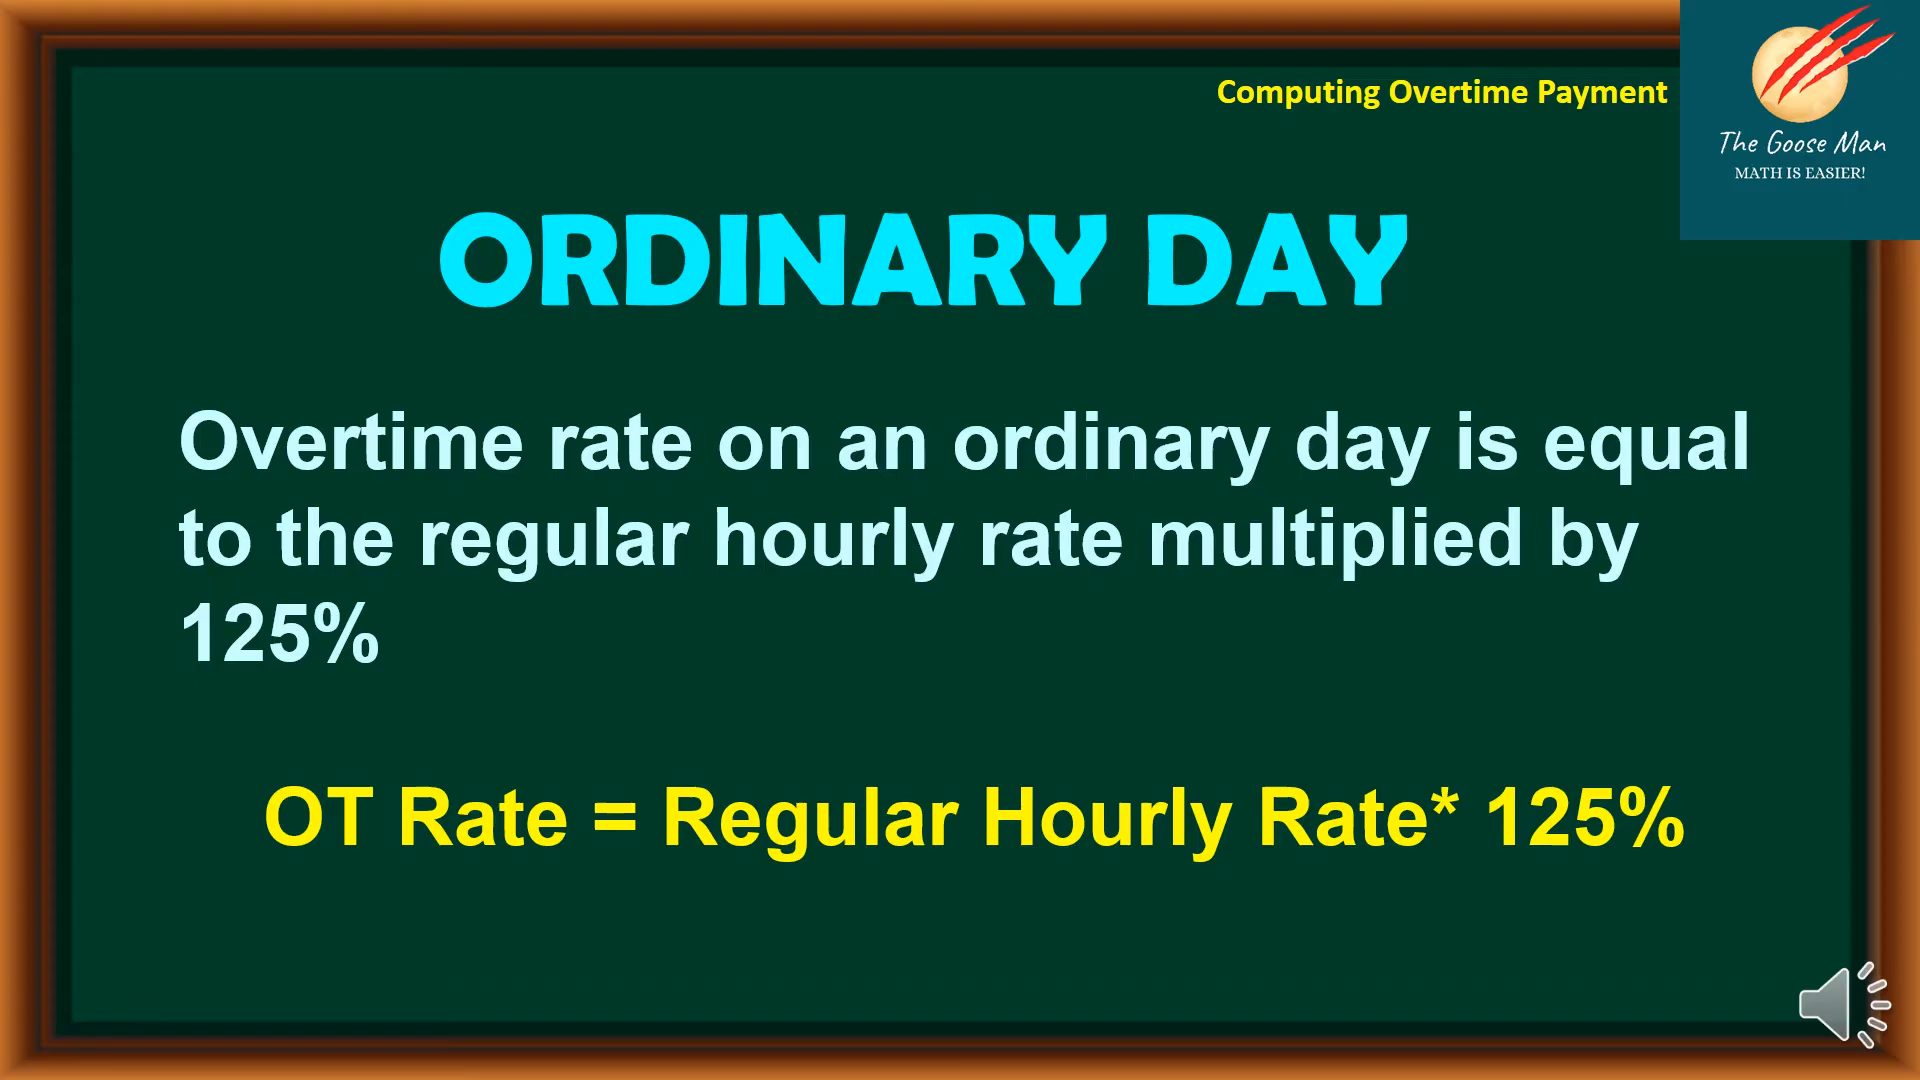 Computing Overtime Payment
The Goose Man
MATH IS EASIER!
ORDINARY DAY
Overtime rate on an ordinary day is equal
to the regular hourly rate multiplied by
125%
OT Rate = Regular Hourly Rate* 125%